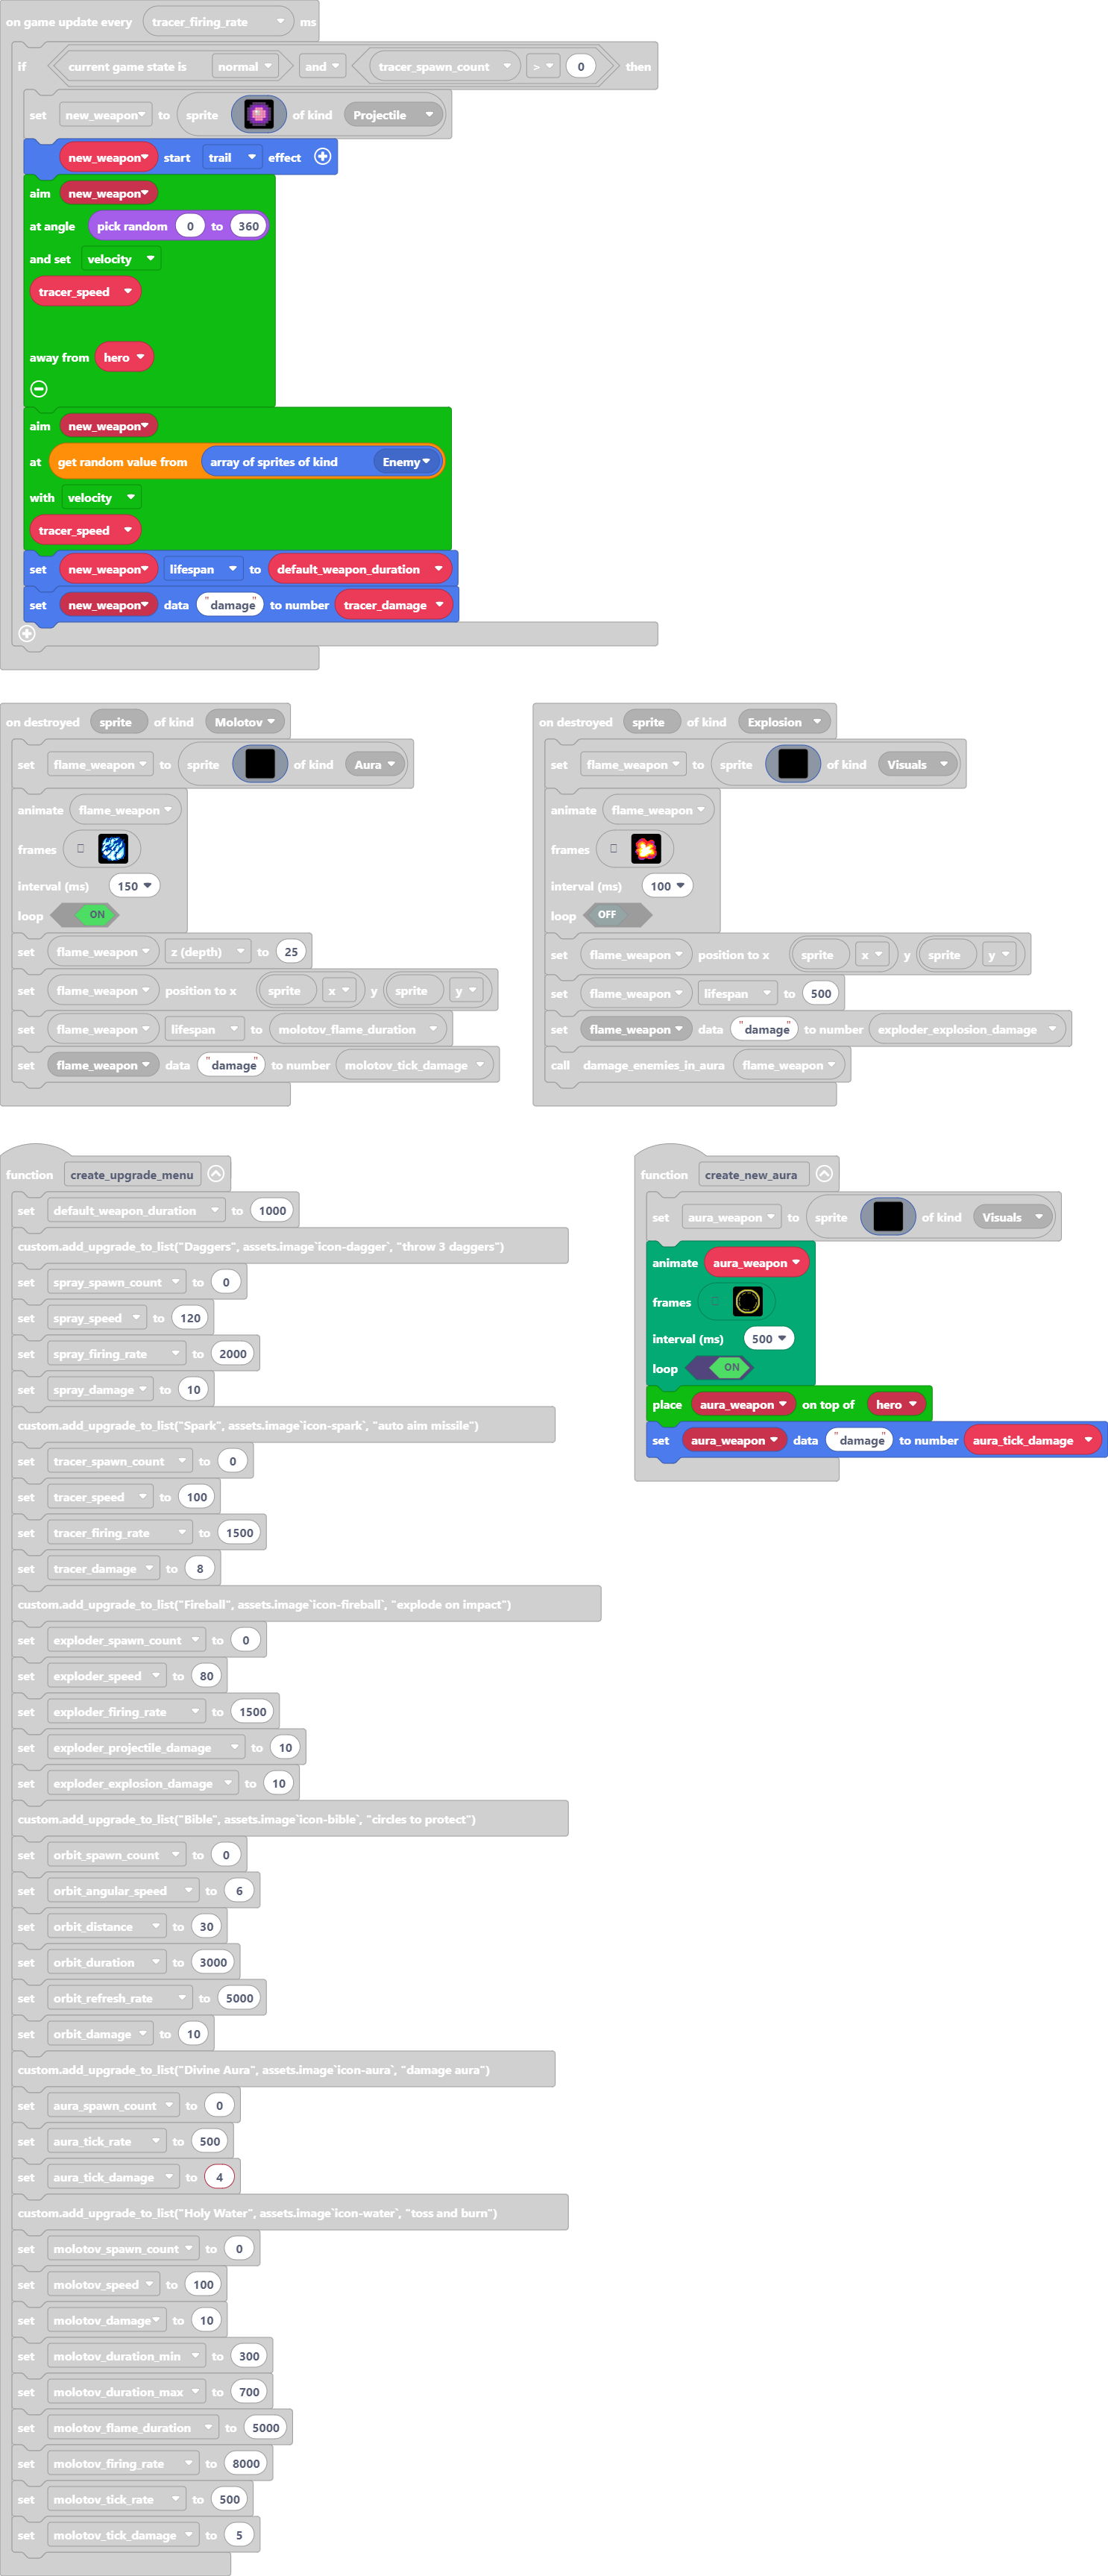 on game update every tracer_firing_rate ms
if current game state is normal and tracer_spawn_count > 0 then
set new_weapon to sprite of kind Projectile
new_weapon start trail effect
aim new_weapon
at angle pick random 0 to 360
and set velocity
tracer_speed
away from hero
aim new_weapon
at get random value from array of sprites of kind Enemy
with velocity
tracer_speed
set new_weapon lifespan to default_weapon_duration
set new_weapon data "damage" to number tracer_damage
on destroyed sprite of kind Molotov
set flame_weapon to sprite of kind Aura
animate flame_weapon
frames
interval (ms) 150
loop ON
set flame_weapon z (depth) to 25
set flame_weapon position to x sprite x y sprite y
set flame_weapon lifespan to molotov_flame_duration
set flame_weapon data "damage" to number molotov_tick_damage
on destroyed sprite of kind Explosion
set flame_weapon to sprite of kind Visuals
animate flame_weapon
frames
interval (ms) 100
loop OFF
set flame_weapon position to x sprite x y sprite y
set flame_weapon lifespan to 500
set flame_weapon data "damage" to number exploder_explosion_damage
call damage_enemies_in_aura flame_weapon
function create_upgrade_menu
set default_weapon_duration to 1000
custom.add_upgrade_to_list("Daggers", assets.image`icon-dagger`, "throw 3 daggers")
set spray_spawn_count to 0
set spray_speed to 120
set spray_firing_rate to 2000
set spray_damage to 10
custom.add_upgrade_to_list("Spark", assets.image`icon-spark`, "auto aim missile")
set tracer_spawn_count to 0
set tracer_speed to 100
set tracer_firing_rate to 1500
set tracer_damage to 8
custom.add_upgrade_to_list("Fireball", assets.image`icon-fireball`, "explode on impact")
set exploder_spawn_count to 0
set exploder_speed to 80
set exploder_firing_rate to 1500
set exploder_projectile_damage to 10
set exploder_explosion_damage to 10
custom.add_upgrade_to_list("Bible", assets.image`icon-bible`, "circles to protect")
set orbit_spawn_count to 0
set orbit_angular_speed to 6
set orbit_distance to 30
set orbit_duration to 3000
set orbit_refresh_rate to 5000
set orbit_damage to 10
custom.add_upgrade_to_list("Divine Aura", assets.image`icon-aura`, "damage aura")
set aura_spawn_count to 0
set aura_tick_rate to 500
set aura_tick_damage to 4
custom.add_upgrade_to_list("Holy Water", assets.image`icon-water`, "toss and burn")
set molotov_spawn_count to 0
set molotov_speed to 100
set molotov_damage to 10
set molotov_duration_min to 300
set molotov_duration_max to 700
set molotov_flame_duration to 5000
set molotov_firing_rate to 8000
set molotov_tick_rate to 500
set molotov_tick_damage to 5
function create_new_aura
set aura_weapon to sprite of kind Visuals
animate aura_weapon
frames
interval (ms) 500
loop ON
place aura_weapon on top of hero
set aura_weapon data "damage" to number aura_tick_damage